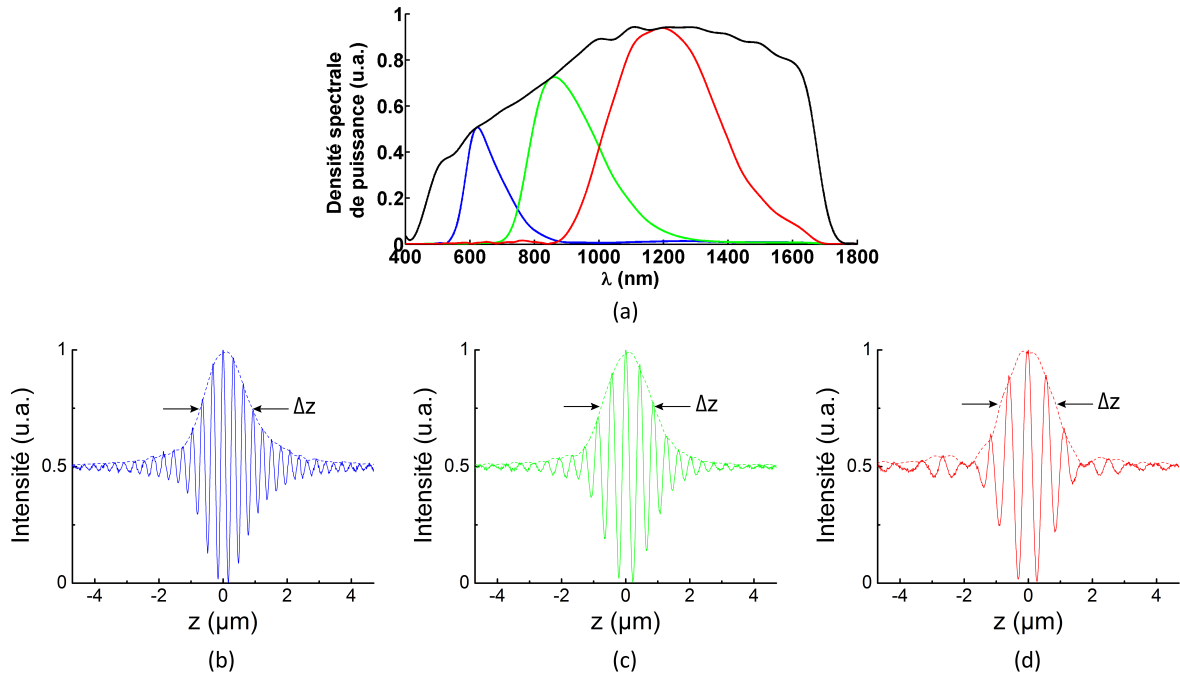 Densité spectrale
de puissance (u.a.)
1
0.8
0.6
0.4
0.2
0
400 600 800 1000 1200 1400 1600 1800
λ (nm)
(a)
Intensité (u.a.)
1
0.5
0
Δz
-4 -2 0 2 4
z (µm)
(b)
Intensité (u.a.)
1
0.5
0
Δz
-4 -2 0 2 4
z (µm)
(c)
Intensité (u.a.)
1
0.5
0
Δz
-4 -2 0 2 4
z (µm)
(d)